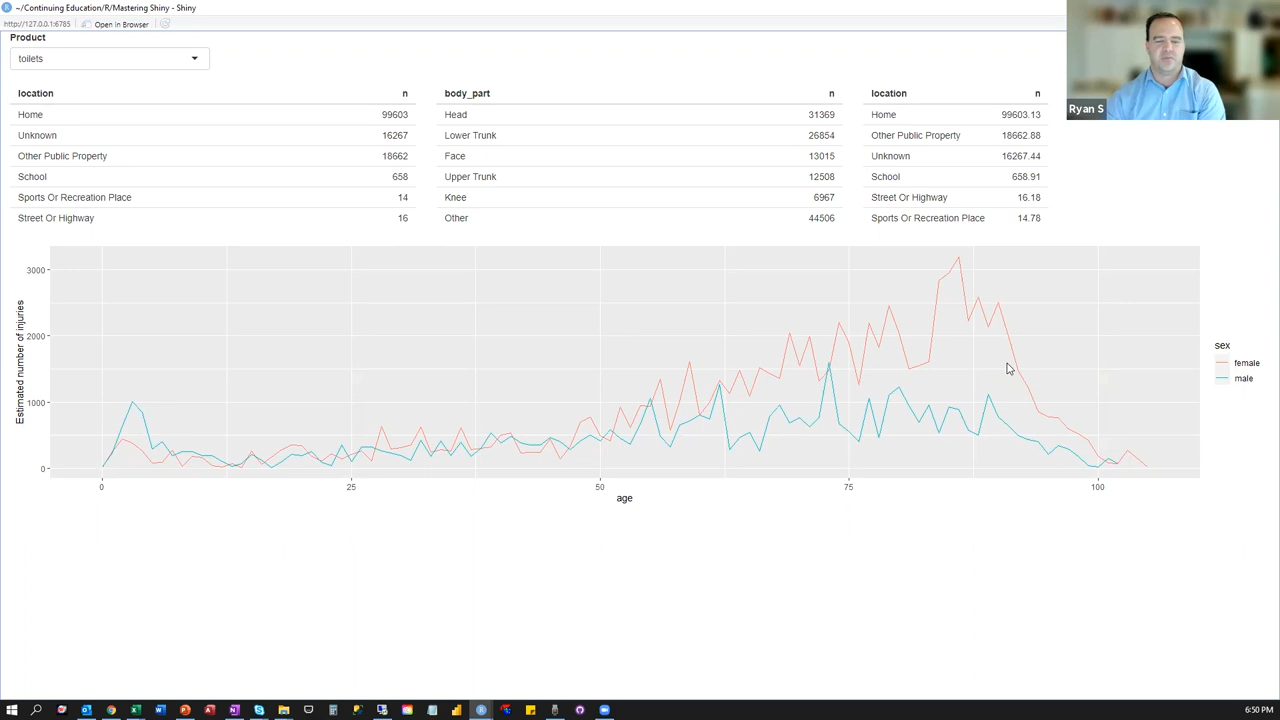 ~/Continuing Education/R/Mastering Shiny - Shiny
http://127.0.0.1:6785 Open in Browser
Product
toilets
location n
Home 99603
Unknown 16267
Other Public Property 18662
School 658
Sports Or Recreation Place 14
Street Or Highway 16
body_part n
Head 31369
Lower Trunk 26854
Face 13015
Upper Trunk 12508
Knee 6967
Other 44506
location n
Home 99603.13
Other Public Property 18662.88
Unknown 16267.44
School 658.91
Street Or Highway 16.18
Sports Or Recreation Place 14.78
Ryan S
Estimated number of injuries
3000
2000
1000
0
0 25 50 75 100
age
sex
female
male
6:50 PM